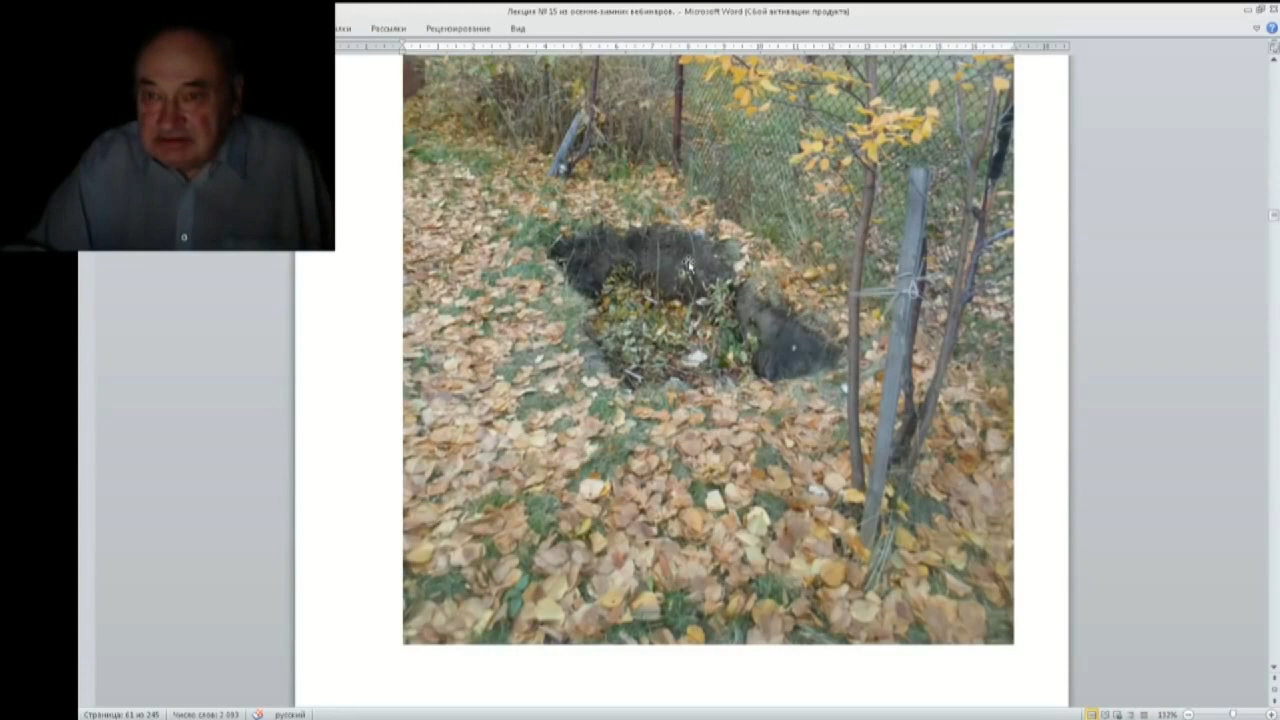 Лекция № 15 из осенне-зимних вебинаров. - Microsoft Word (Сбой активации продукта)
Рассылки Рецензирование Вид
Страница: 61 из 245 Число слов: 2 093 русский 132%